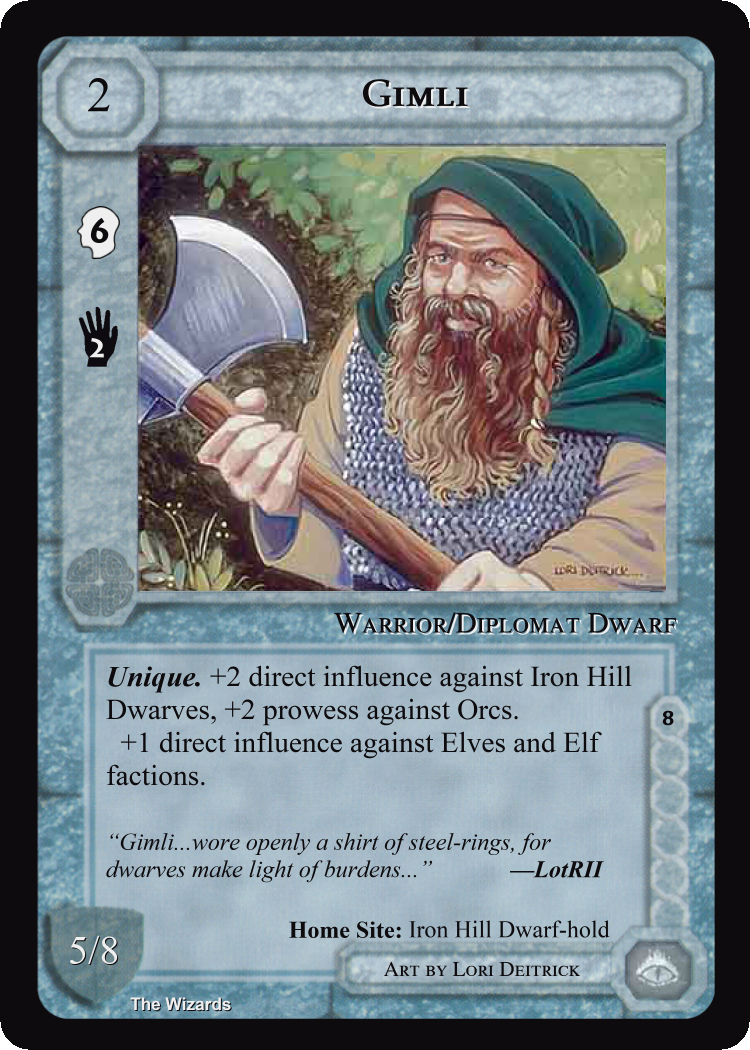 2
GIMLI
6
2
LORI DEITRICK
WARRIOR/DIPLOMAT DWARF
Unique. +2 direct influence against Iron Hill
Dwarves, +2 prowess against Orcs.
+1 direct influence against Elves and Elf
factions.
8
“Gimli...wore openly a shirt of steel-rings, for
dwarves make light of burdens...” —LotRII
Home Site: Iron Hill Dwarf-hold
5/8
ART BY LORI DEITRICK
The Wizards